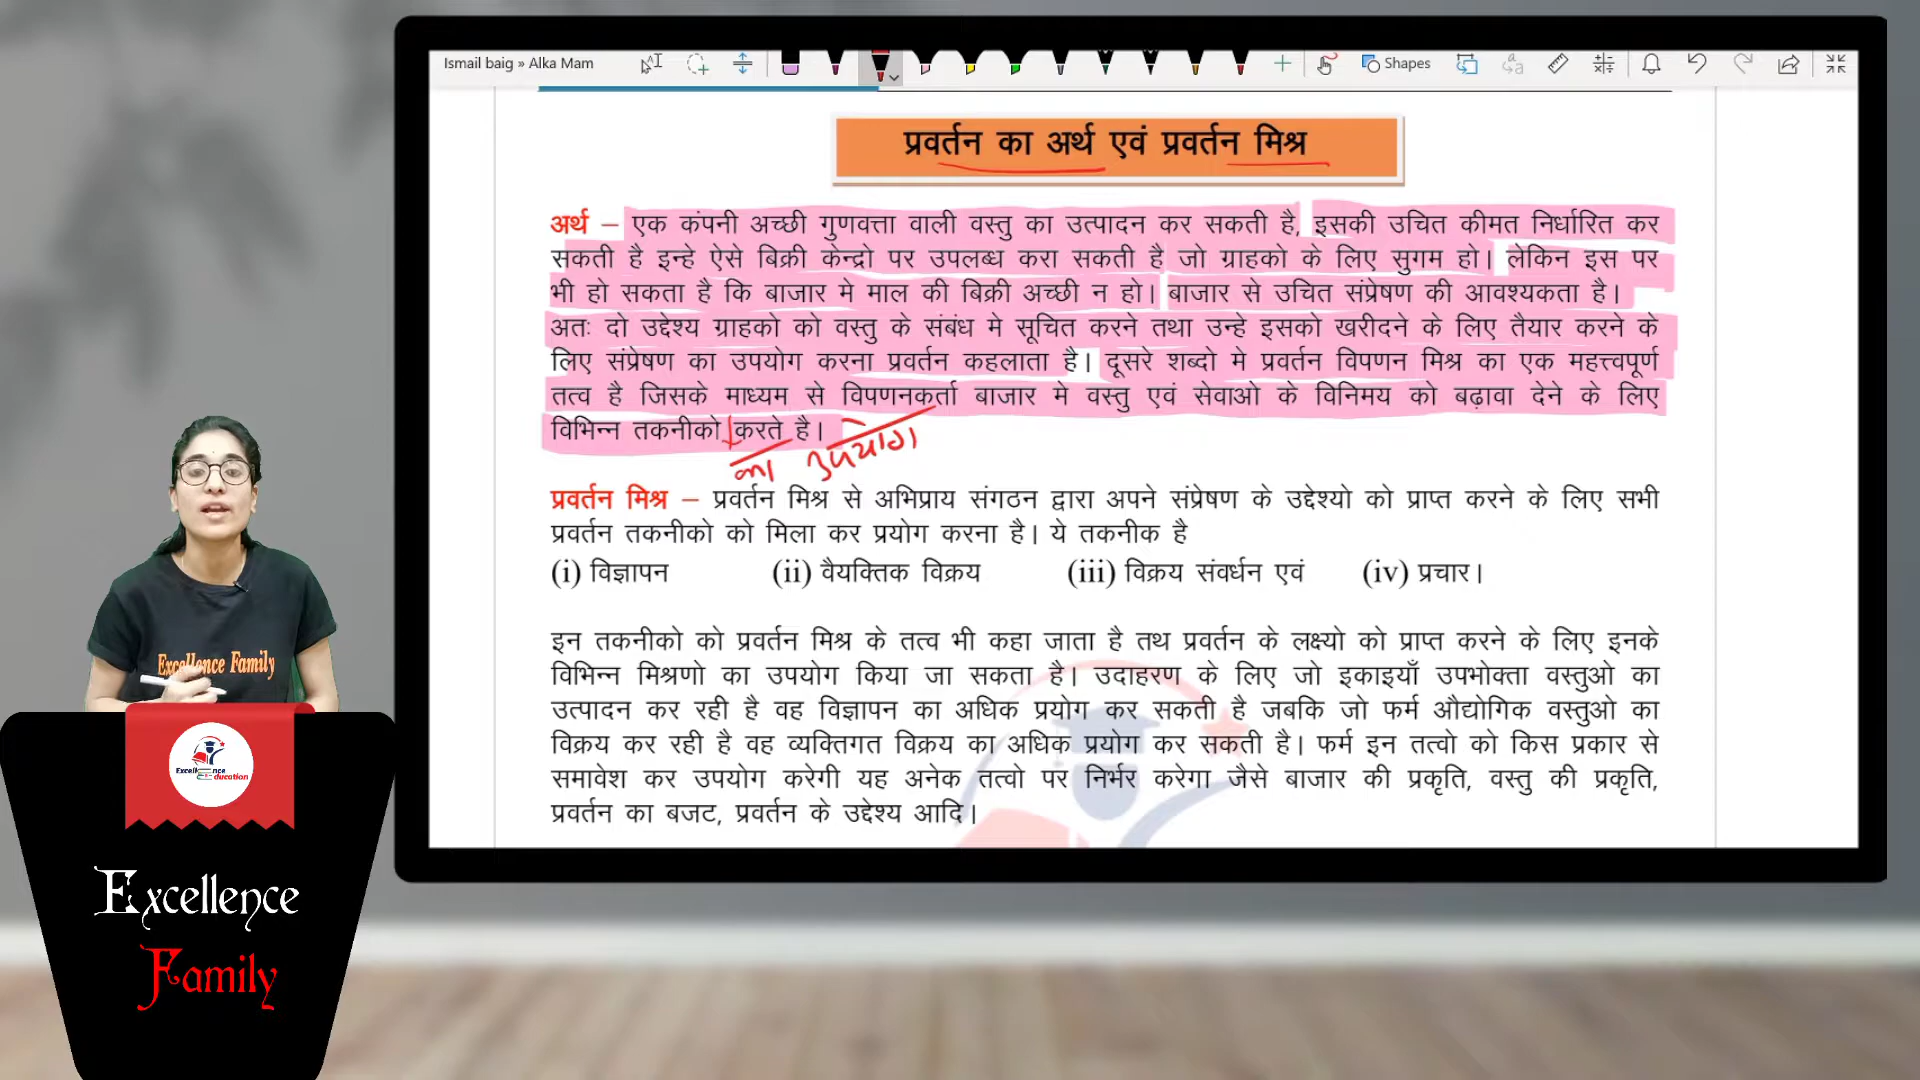 Ismail baig » Alka Mam
Shapes
प्रवर्तन का अर्थ एवं प्रवर्तन मिश्र
अर्थ – एक कंपनी अच्छी गुणवत्ता वाली वस्तु का उत्पादन कर सकती है, इसकी उचित कीमत निर्धारित कर
सकती है इन्हे ऐसे बिक्री केन्द्रो पर उपलब्ध करा सकती है जो ग्राहको के लिए सुगम हो। लेकिन इस पर
भी हो सकता है कि बाजार मे माल की बिक्री अच्छी न हो। बाजार से उचित संप्रेषण की आवश्यकता है।
अतः दो उद्देश्य ग्राहको को वस्तु के संबंध मे सूचित करने तथा उन्हे इसको खरीदने के लिए तैयार करने के
लिए संप्रेषण का उपयोग करना प्रवर्तन कहलाता है। दूसरे शब्दो मे प्रवर्तन विपणन मिश्र का एक महत्त्वपूर्ण
तत्व है जिसके माध्यम से विपणनकर्ता बाजार मे वस्तु एवं सेवाओ के विनिमय को बढ़ावा देने के लिए
विभिन्न तकनीको करते है।
का उपयोग
प्रवर्तन मिश्र – प्रवर्तन मिश्र से अभिप्राय संगठन द्वारा अपने संप्रेषण के उद्देश्यो को प्राप्त करने के लिए सभी
प्रवर्तन तकनीको को मिला कर प्रयोग करना है। ये तकनीक है
(i) विज्ञापन (ii) वैयक्तिक विक्रय (iii) विक्रय संवर्धन एवं (iv) प्रचार।
इन तकनीको को प्रवर्तन मिश्र के तत्व भी कहा जाता है तथ प्रवर्तन के लक्ष्यो को प्राप्त करने के लिए इनके
विभिन्न मिश्रणो का उपयोग किया जा सकता है। उदाहरण के लिए जो इकाइयाँ उपभोक्ता वस्तुओ का
उत्पादन कर रही है वह विज्ञापन का अधिक प्रयोग कर सकती है जबकि जो फर्म औद्योगिक वस्तुओ का
विक्रय कर रही है वह व्यक्तिगत विक्रय का अधिक प्रयोग कर सकती है। फर्म इन तत्वो को किस प्रकार से
समावेश कर उपयोग करेगी यह अनेक तत्वो पर निर्भर करेगा जैसे बाजार की प्रकृति, वस्तु की प्रकृति,
प्रवर्तन का बजट, प्रवर्तन के उद्देश्य आदि।
Excellence Family
Excellence
Education
Excellence
Family